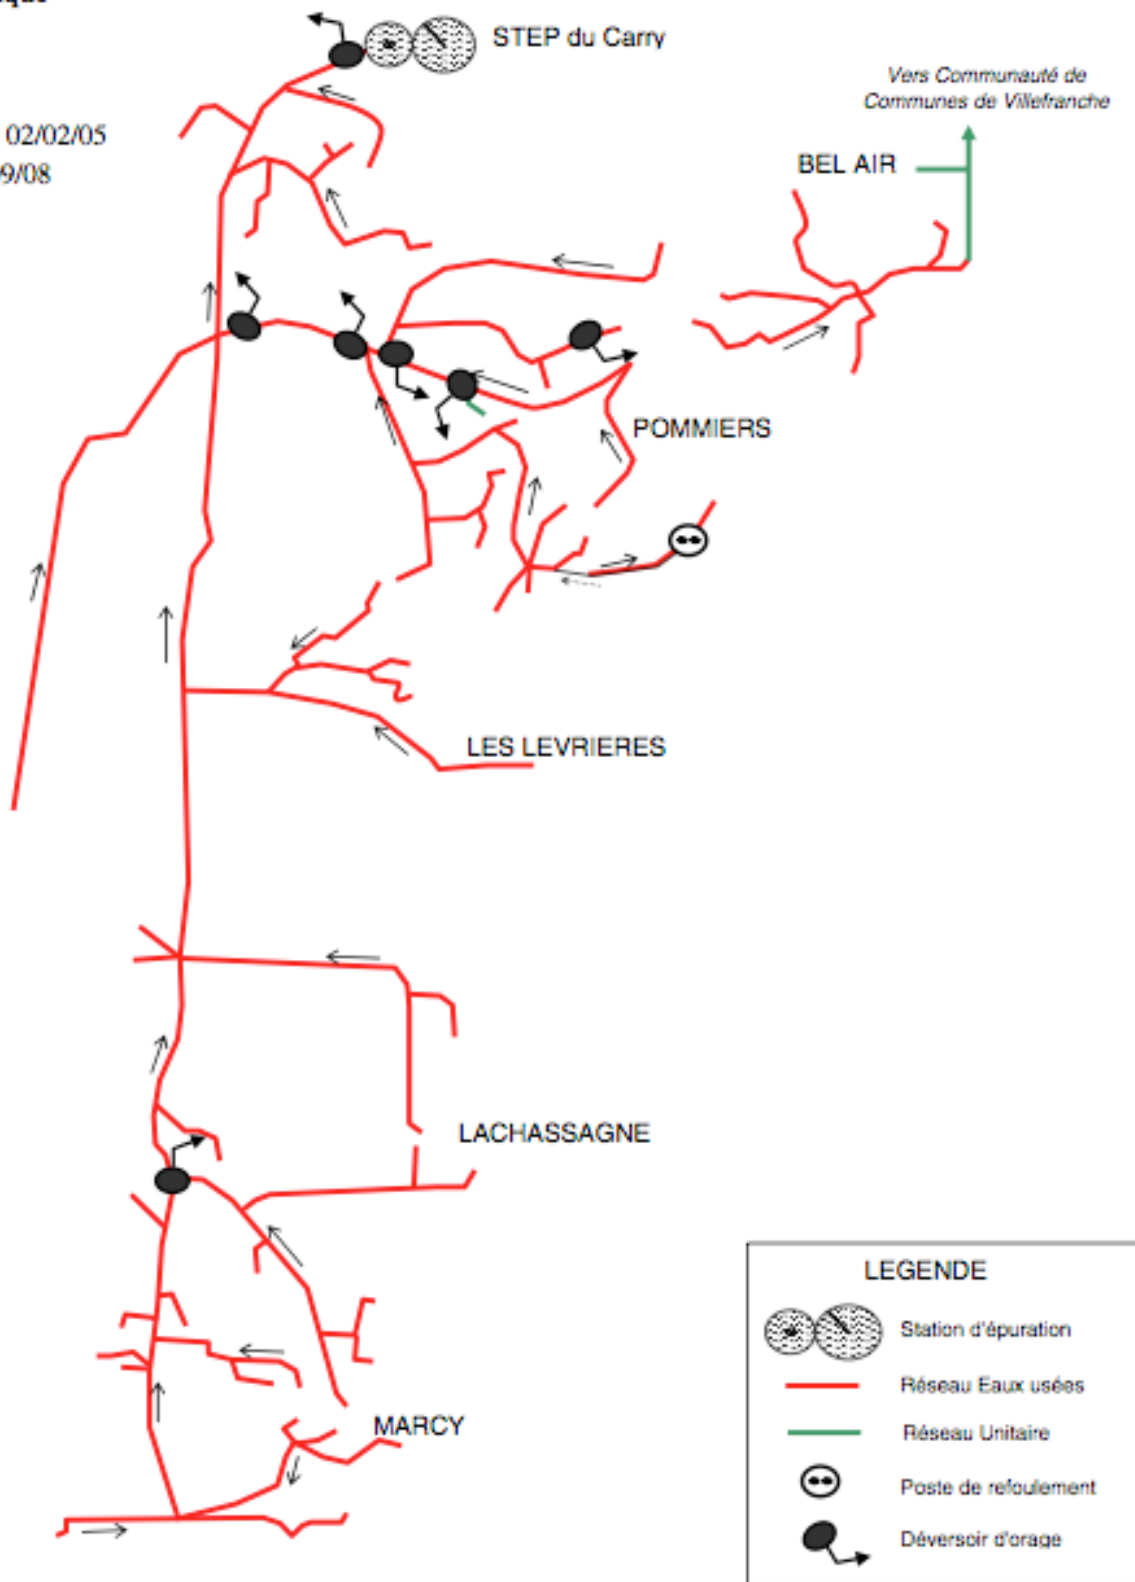 STEP du Carry
Vers Communauté de
Communes de Villefranche
02/02/05
9/08
BEL AIR
POMMIERS
LES LEVRIERES
LACHASSAGNE
MARCY
LEGENDE
Station d'épuration
Réseau Eaux usées
Réseau Unitaire
Poste de refoulement
Déversoir d'orage